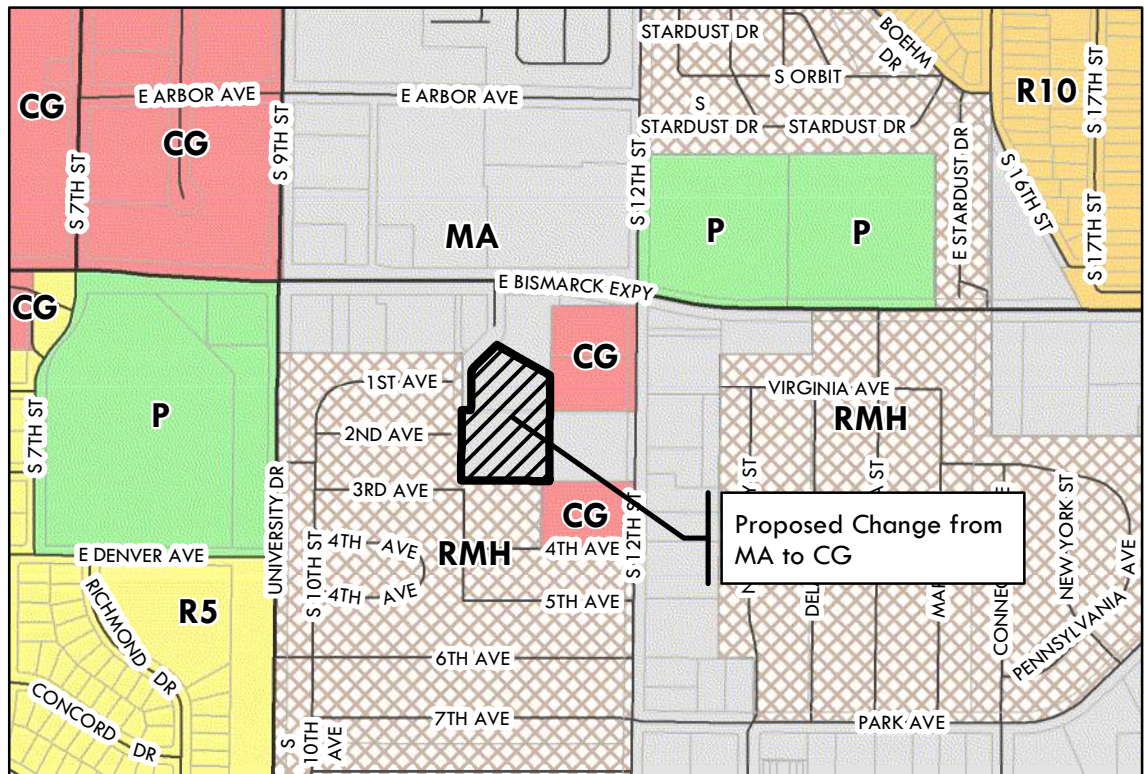 STARDUST DR
BOEHM
DR
S ORBIT
S
STARDUST DR
STARDUST DR
R10
S 17TH ST
S 17TH ST
S 16TH ST
E STARDUST DR
CG
E ARBOR AVE
E ARBOR AVE
CG
S 7TH ST
S 9TH ST
S 12TH ST
MA
P
P
E BISMARCK EXPY
CG
CG
P
S 7TH ST
1ST AVE
2ND AVE
3RD AVE
4TH AVE
4TH AVE
RMH
CG
4TH AVE
5TH AVE
6TH AVE
7TH AVE
S 10TH ST
S
10TH
AVE
UNIVERSITY DR
S 12TH ST
VIRGINIA AVE
RMH
Proposed Change from
MA to CG
NEW YORK ST
PENNSYLVANIA
AVE
PARK AVE
E DENVER AVE
R5
RICHMOND DR
CONCORD DR